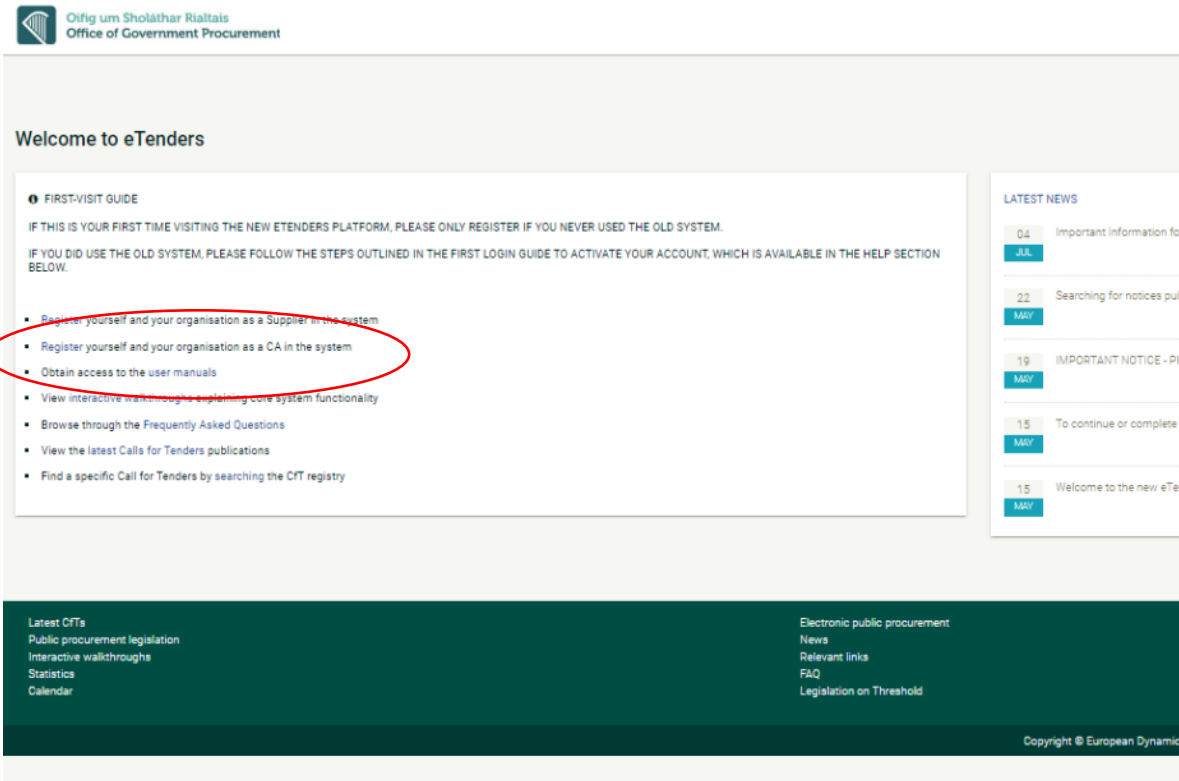 Oifig um Sholáthar Rialtais
Office of Government Procurement
Welcome to eTenders
FIRST-VISIT GUIDE
IF THIS IS YOUR FIRST TIME VISITING THE NEW ETENDERS PLATFORM, PLEASE ONLY REGISTER IF YOU NEVER USED THE OLD SYSTEM.
IF YOU DID USE THE OLD SYSTEM, PLEASE FOLLOW THE STEPS OUTLINED IN THE FIRST LOGIN GUIDE TO ACTIVATE YOUR ACCOUNT, WHICH IS AVAILABLE IN THE HELP SECTION
BELOW.
Register yourself and your organisation as a Supplier in the system
Register yourself and your organisation as a CA in the system
Obtain access to the user manuals
View interactive walkthroughs explaining core system functionality
Browse through the Frequently Asked Questions
View the latest Calls for Tenders publications
Find a specific Call for Tenders by searching the CfT registry
LATEST NEWS
04 Important Information fo
JUL
22 Searching for notices pul
MAY
19 IMPORTANT NOTICE - Pl
MAY
15 To continue or complete
MAY
15 Welcome to the new eTe
MAY
Latest CfTs
Public procurement legislation
Interactive walkthroughs
Statistics
Calendar
Electronic public procurement
News
Relevant links
FAQ
Legislation on Threshold
Copyright © European Dynamic